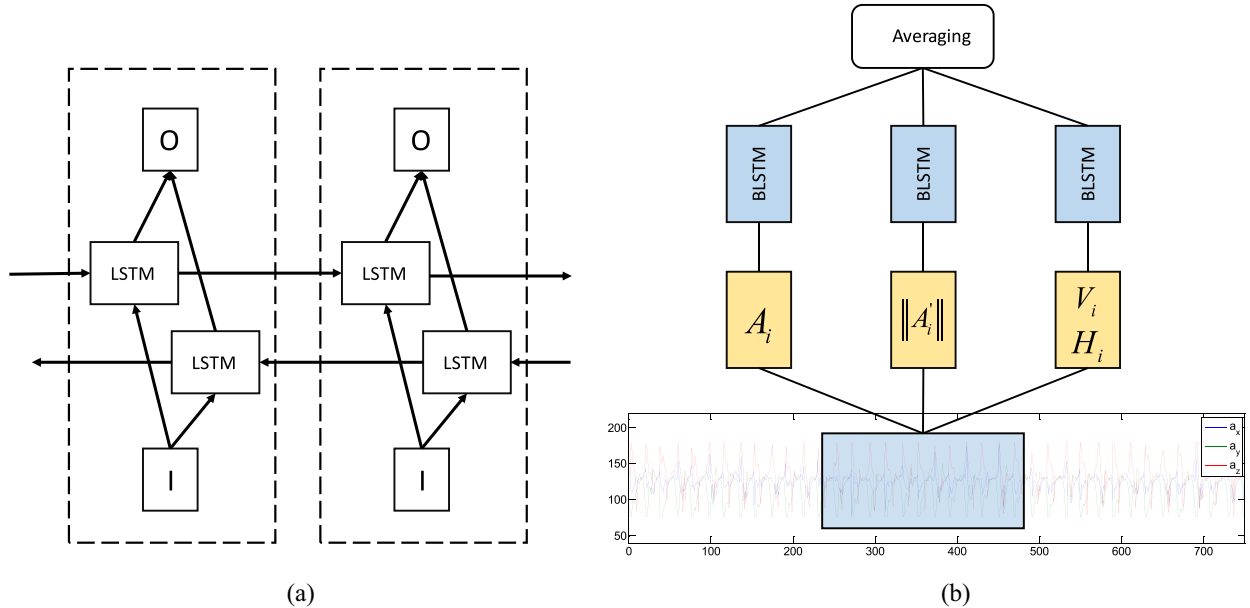 O
O
LSTM
LSTM
LSTM
LSTM
I
I
(a)
Averaging
BLSTM
BLSTM
BLSTM
A_i
‖A_i^'‖
V_i
H_i
200
150
100
50
0
100
200
300
400
500
600
700
a_x
a_y
a_z
(b)